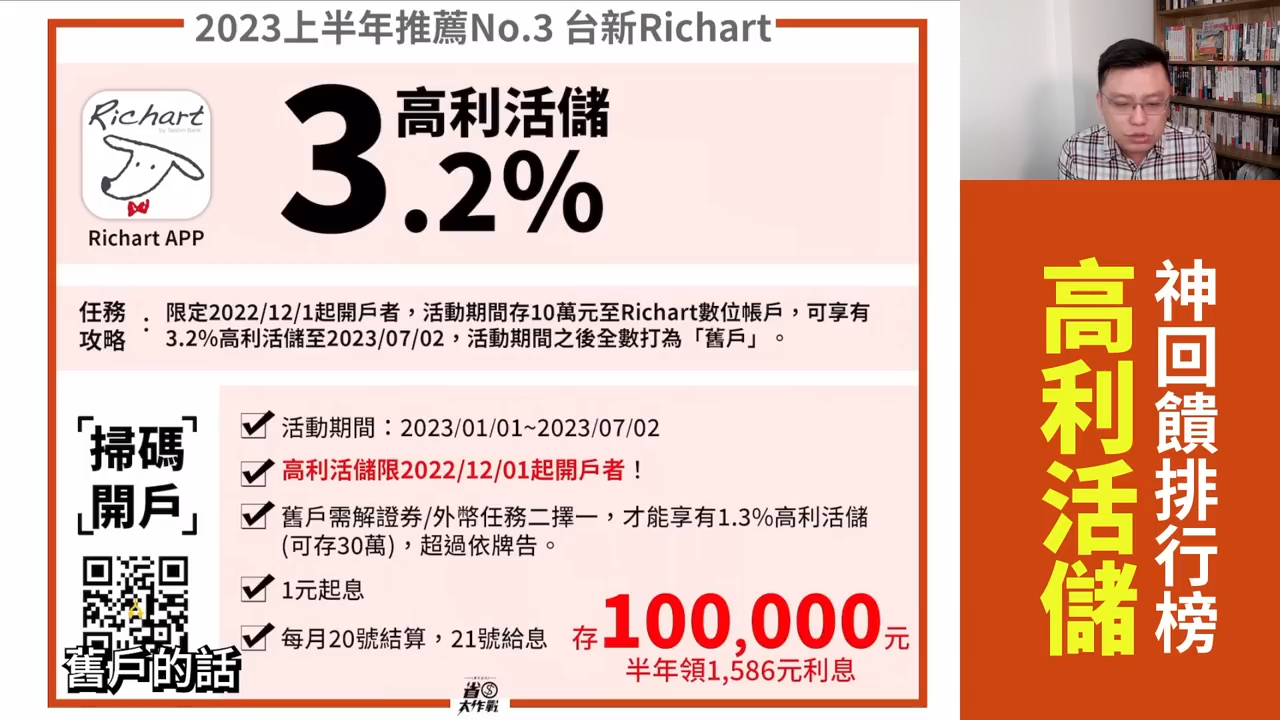 2023上半年推薦No.3 台新Richart
Richart
by Taishin Bank
Richart APP
高利活儲
3.2%
任務攻略：
限定2022/12/1起開戶者，活動期間存10萬元至Richart數位帳戶，可享有
3.2%高利活儲至2023/07/02，活動期間之後全數打為「舊戶」。
掃碼
開戶
活動期間：2023/01/01~2023/07/02
高利活儲限2022/12/01起開戶者！
舊戶需解證券/外幣任務二擇一，才能享有1.3%高利活儲
(可存30萬)，超過依牌告。
1元起息
每月20號結算，21號給息
存100,000元
半年領1,586元利息
舊戶的話
省大作戰
神回饋排行榜
高利活儲